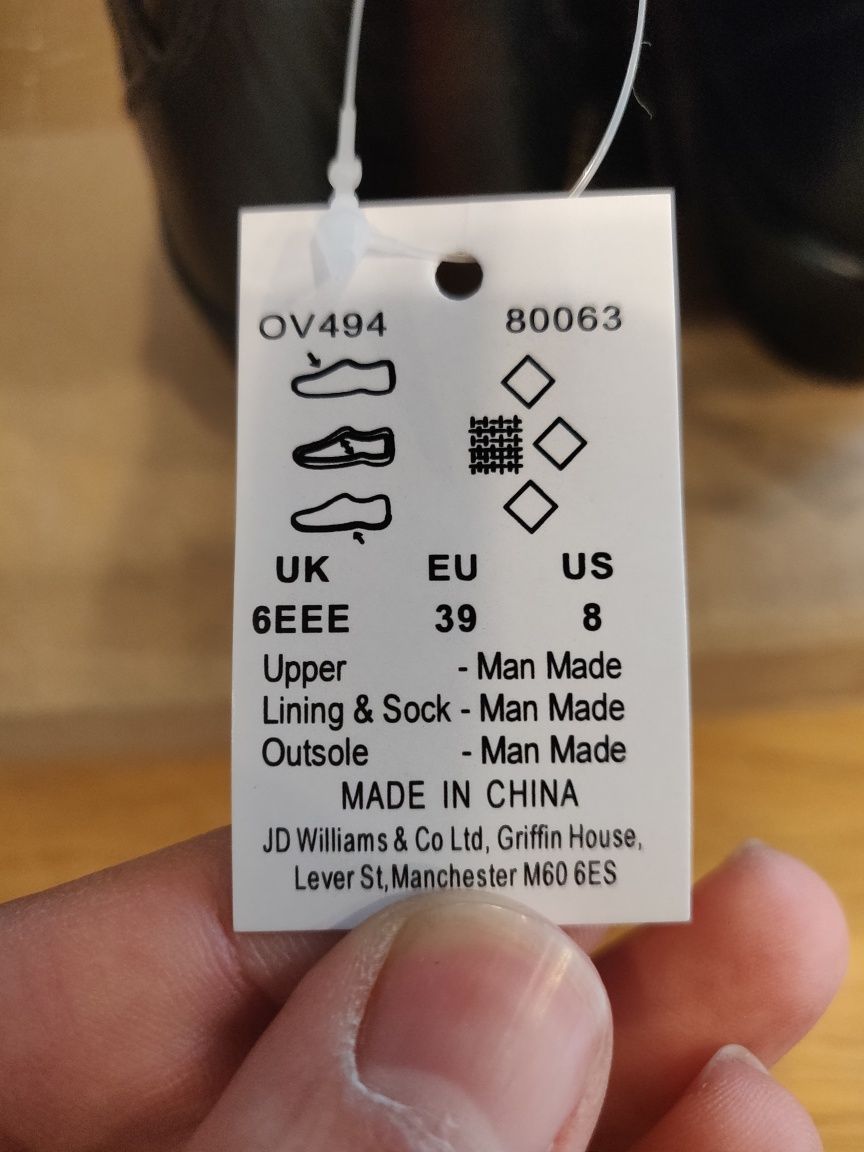 OV494 80063
UK EU US
6EEE 39 8
Upper - Man Made
Lining & Sock - Man Made
Outsole - Man Made
MADE IN CHINA
JD Williams & Co Ltd, Griffin House,
Lever St,Manchester M60 6ES